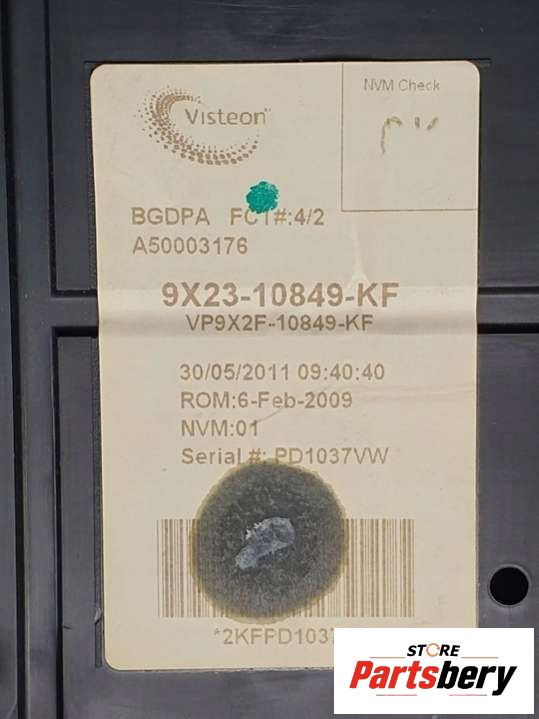 Visteon
NVM Check
BGDPA FCT#:4/2
A50003176
9X23-10849-KF
VP9X2F-10849-KF
30/05/2011 09:40:40
ROM:6-Feb-2009
NVM:01
Serial #: PD1037VW
*2KFPD1037
STORE
Partsbery